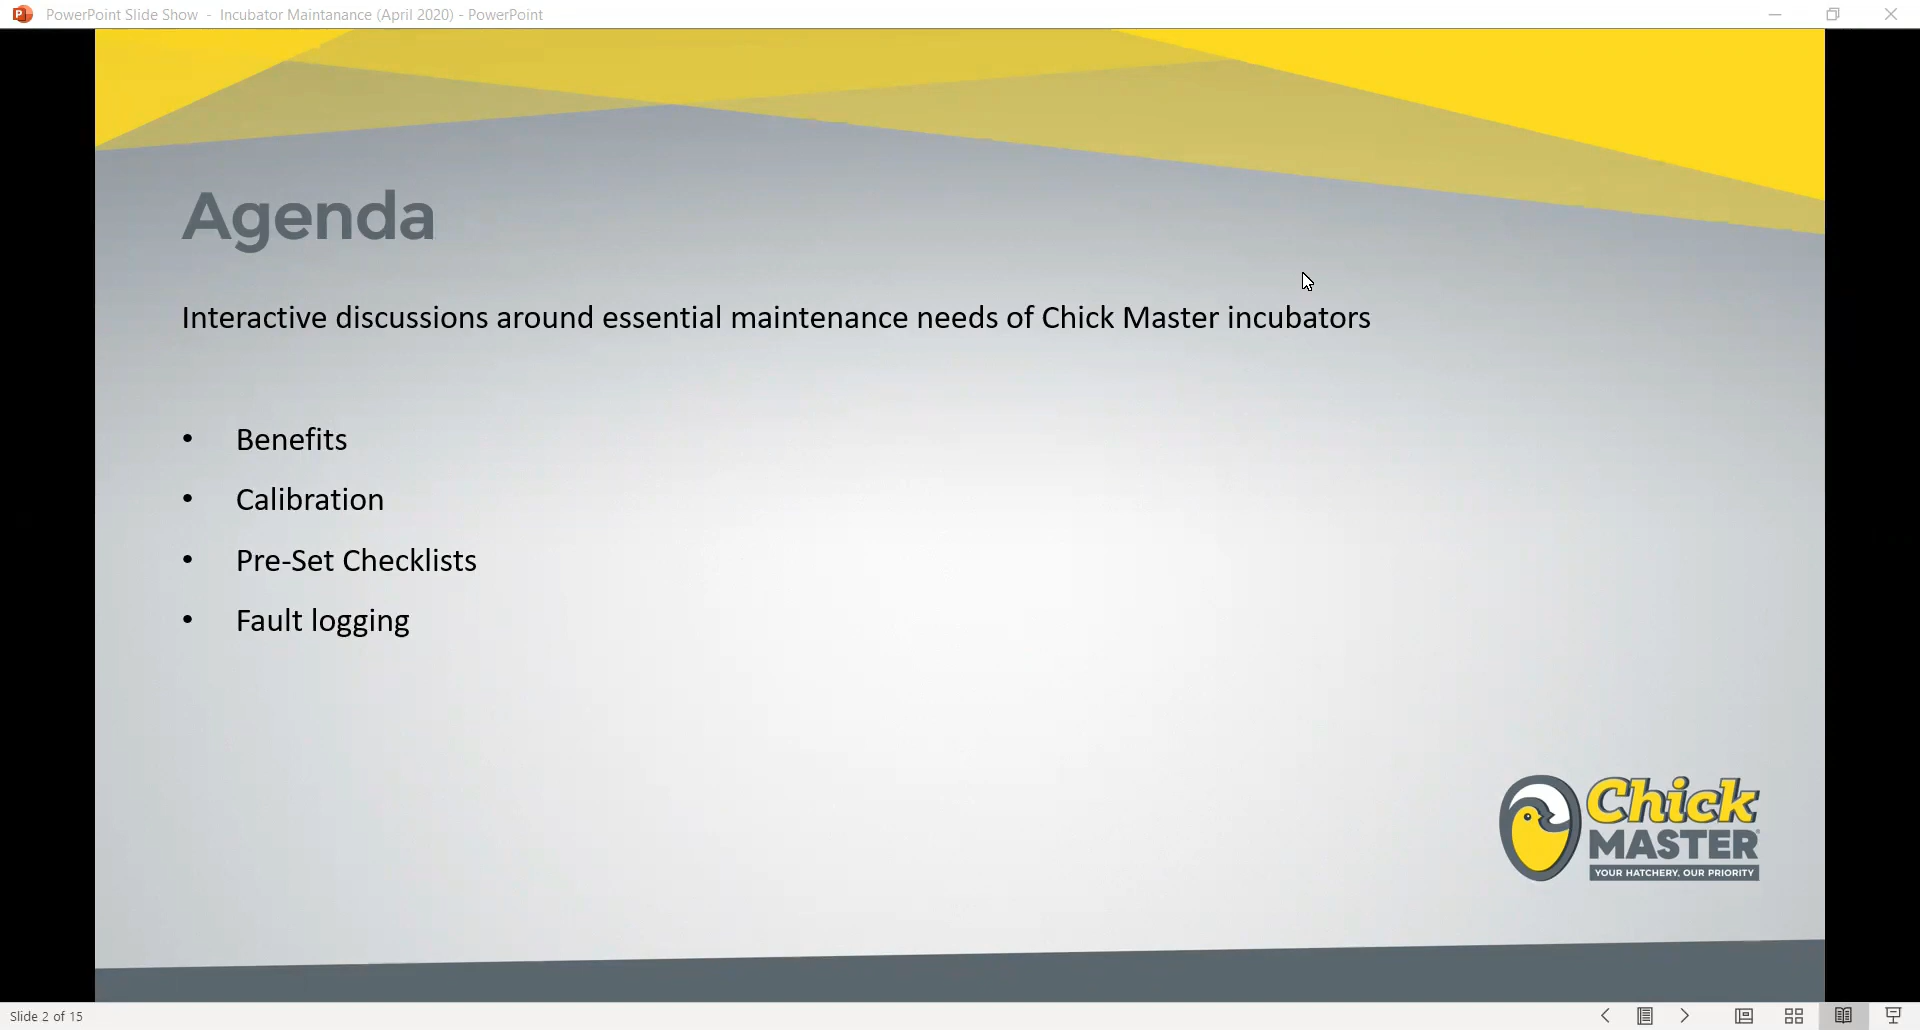 PowerPoint Slide Show - Incubator Maintanance (April 2020) - PowerPoint
Agenda
Interactive discussions around essential maintenance needs of Chick Master incubators
• Benefits
• Calibration
• Pre-Set Checklists
• Fault logging
Chick
MASTER
YOUR HATCHERY, OUR PRIORITY
Slide 2 of 15